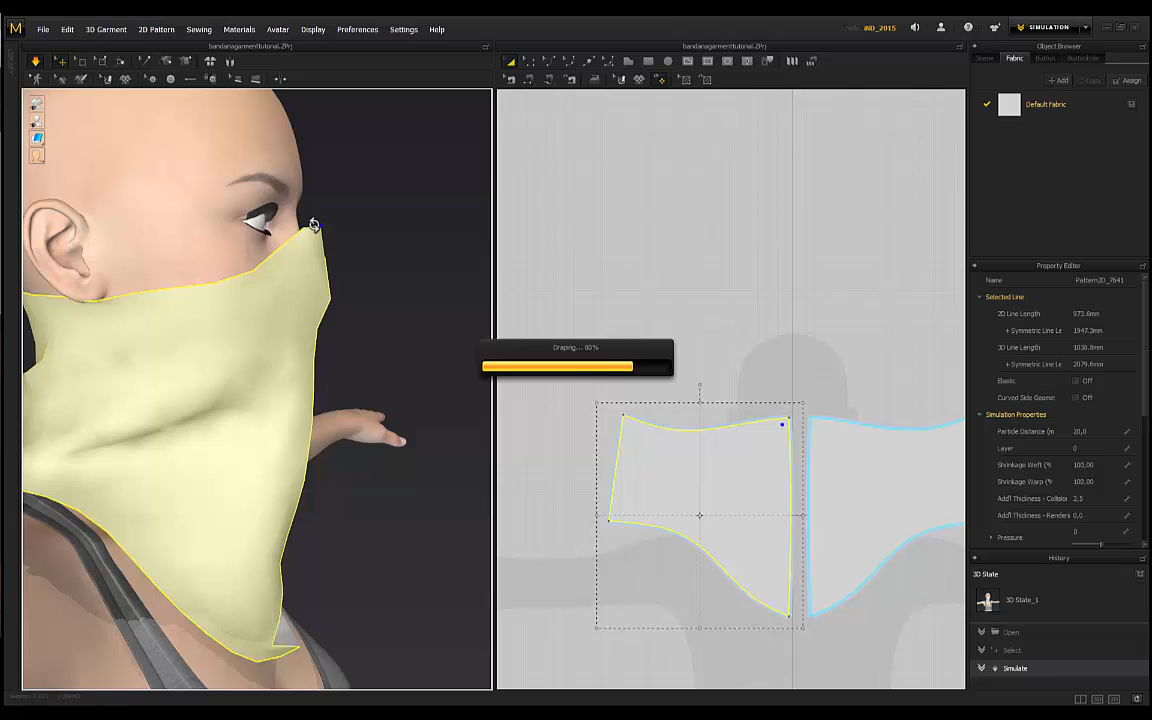 M File Edit 3D Garment 2D Pattern Sewing Materials Avatar Display Preferences Settings Help
iND_2015 SIMULATION
bandanagarmenttutorial.ZPrj
bandanagarmenttutorial.ZPrj
Object Browser
Scene Fabric Button Buttonhole
+ Add Copy Assign
Default Fabric
Property Editor
Name Pattern2D_7641
Selected Line
2D Line Length 973.6mm
+ Symmetric Line Le 1947.3mm
3D Line Length 1038.8mm
+ Symmetric Line Le 2079.6mm
Elastic Off
Curved Side Geome Off
Simulation Properties
Particle Distance (m 20,0
Layer 0
Shrinkage Weft (% 100,00
Shrinkage Warp (% 100,00
Add'l Thickness - Collisio 2,5
Add'l Thickness - Renderi 0,0
Pressure 0
Draping... 80%
History
3D State
3D State_1
Open
Select
Simulate